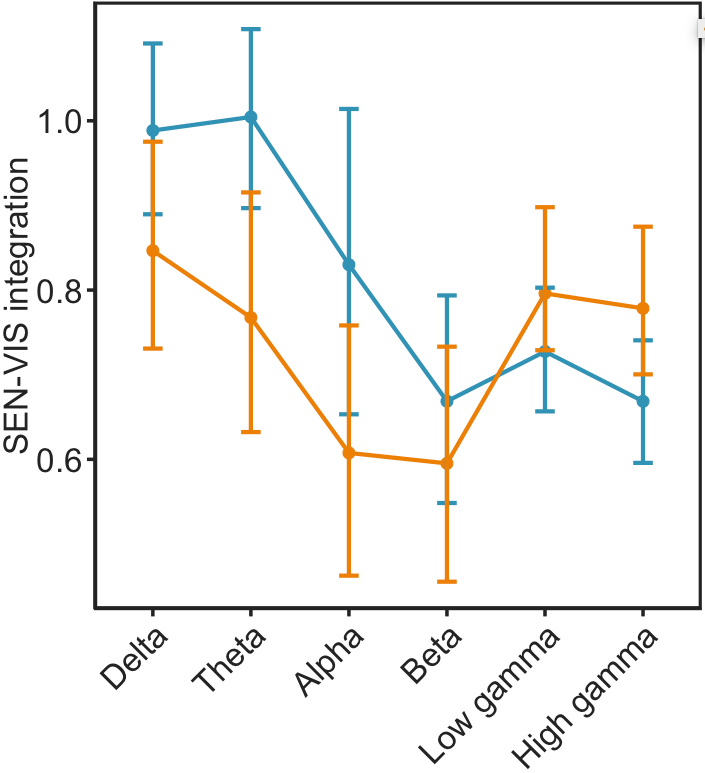 SEN-VIS integration
1.0
0.8
0.6
Delta
Theta
Alpha
Beta
Low gamma
High gamma